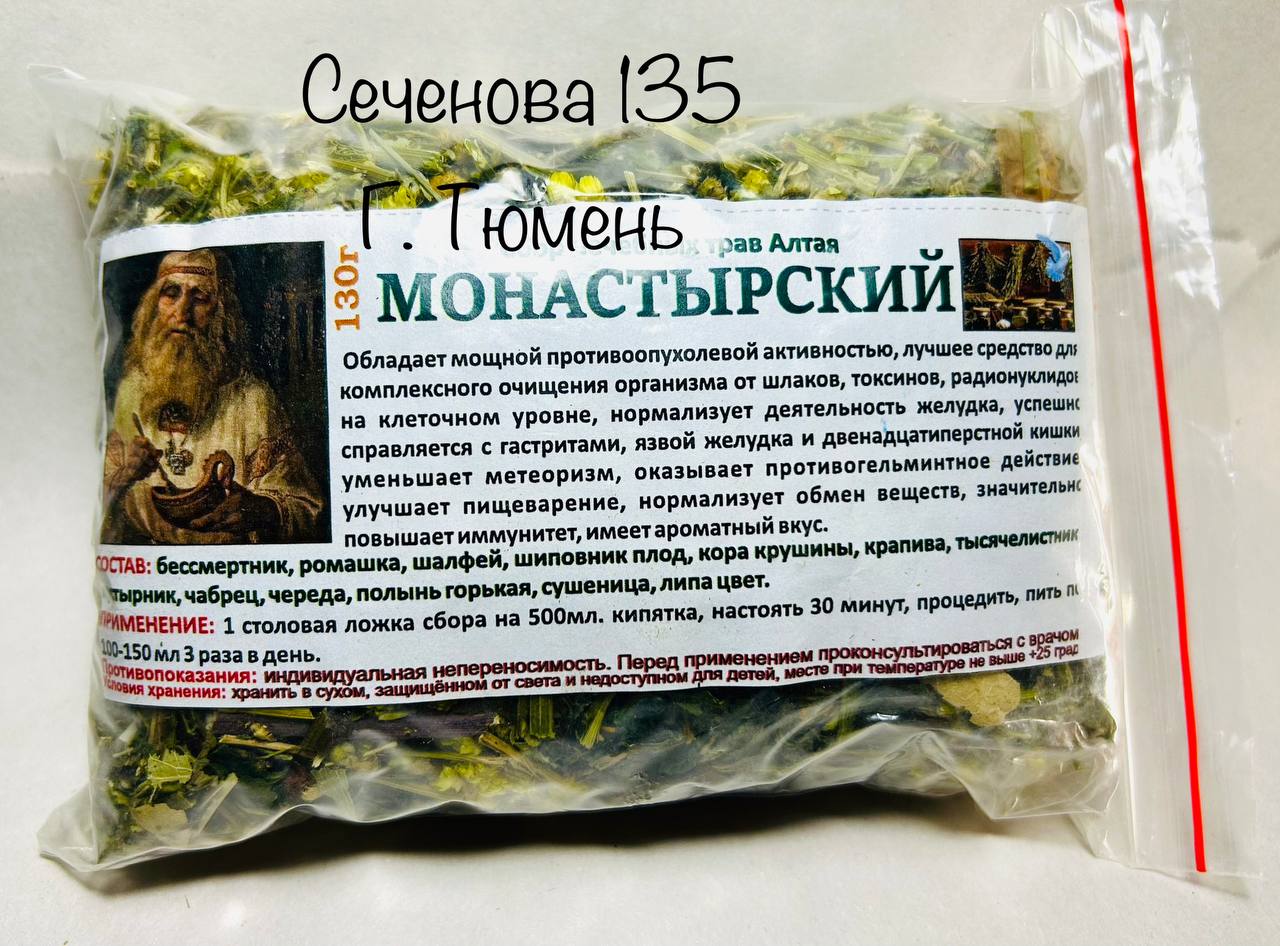 Сеченова 135
Г. Тюмень
трав Алтая
130г
МОНАСТЫРСКИЙ
Обладает мощной противоопухолевой активностью, лучшее средство для
комплексного очищения организма от шлаков, токсинов, радионуклидов
на клеточном уровне, нормализует деятельность желудка, успешно
справляется с гастритами, язвой желудка и двенадцатиперстной кишки
уменьшает метеоризм, оказывает противогельминтное действие
улучшает пищеварение, нормализует обмен веществ, значительно
повышает иммунитет, имеет ароматный вкус.
СОСТАВ: бессмертник, ромашка, шалфей, шиповник плод, кора крушины, крапива, тысячелистник
тырник, чабрец, череда, полынь горькая, сушеница, липа цвет.
ПРИМЕНЕНИЕ: 1 столовая ложка сбора на 500мл. кипятка, настоять 30 минут, процедить, пить по
100-150 мл 3 раза в день.
Противопоказания: индивидуальная непереносимость. Перед применением проконсультироваться с врачом
Условия хранения: хранить в сухом, защищённом от света и недоступном для детей, месте при температуре не выше +25 град